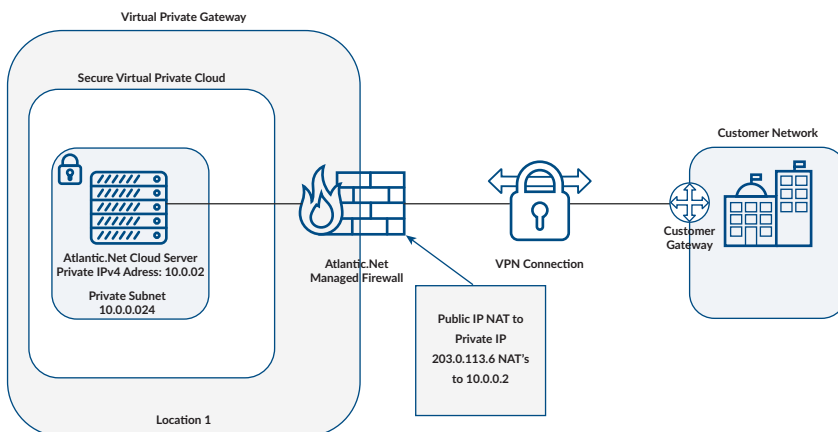 Virtual Private Gateway
Secure Virtual Private Cloud
Atlantic.Net Cloud Server
Private IPv4 Adress: 10.0.02
Private Subnet
10.0.0.024
Location 1
Atlantic.Net
Managed Firewall
Public IP NAT to
Private IP
203.0.113.6 NAT's
to 10.0.0.2
VPN Connection
Customer Network
Customer
Gateway